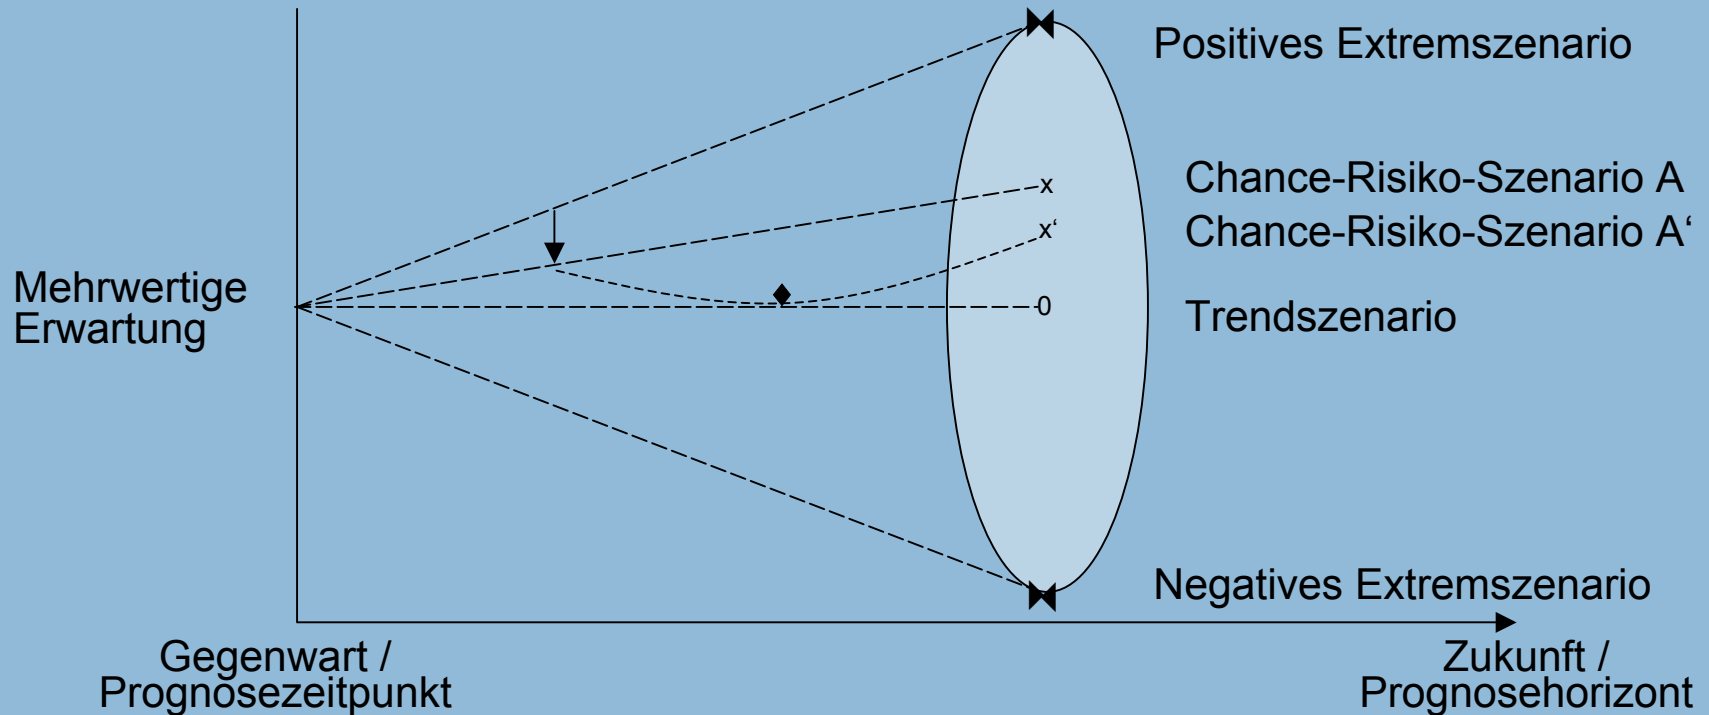 Positives Extremszenario
x
Chance-Risiko-Szenario A
x‘
Chance-Risiko-Szenario A‘
Mehrwertige
Erwartung
0
Trendszenario
Negatives Extremszenario
Gegenwart /
Prognosezeitpunkt
Zukunft /
Prognosehorizont